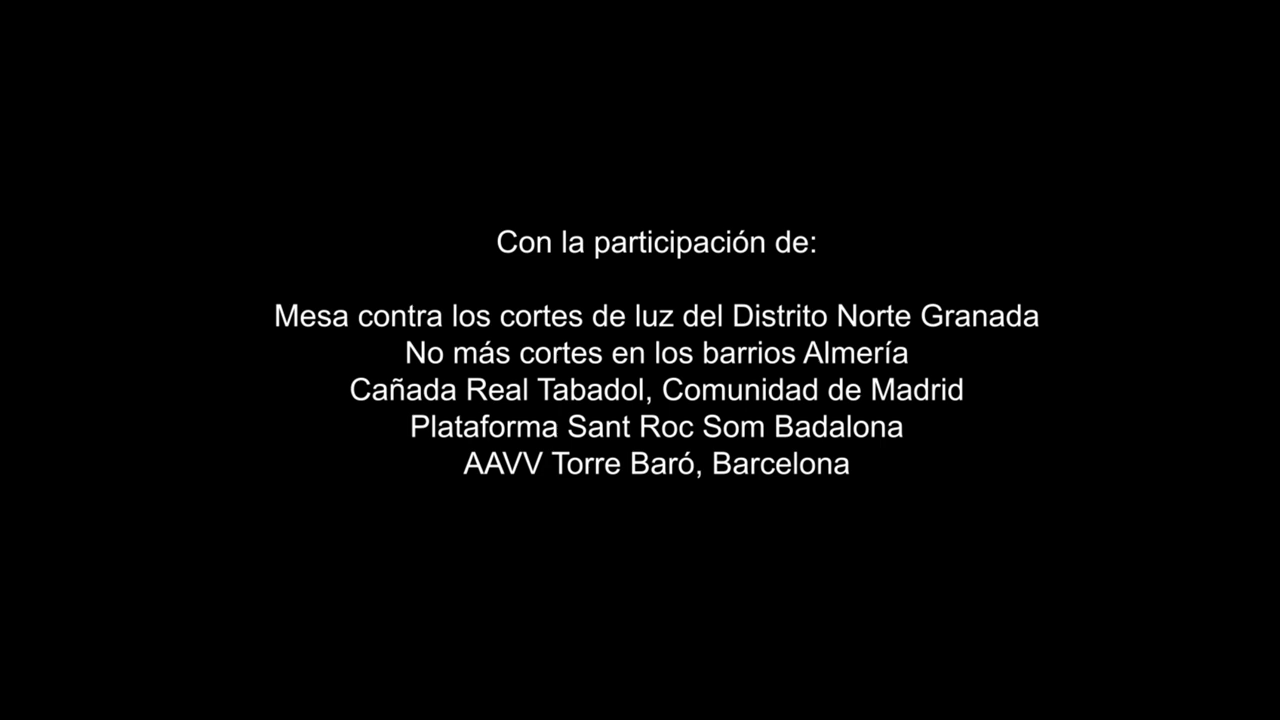 Con la participación de:
Mesa contra los cortes de luz del Distrito Norte Granada
No más cortes en los barrios Almería
Cañada Real Tabadol, Comunidad de Madrid
Plataforma Sant Roc Som Badalona
AAVV Torre Baró, Barcelona